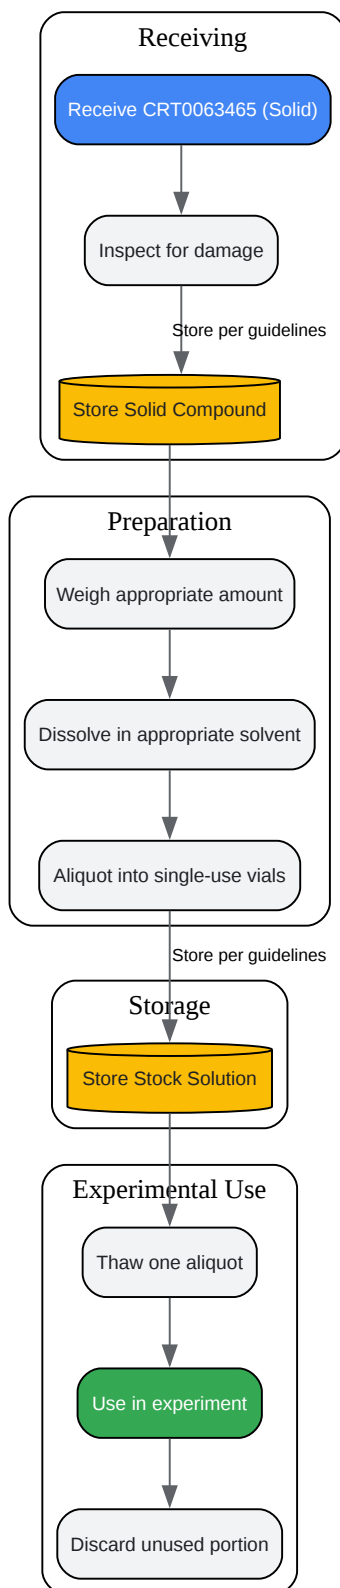 Receiving
Receive CRT0063465 (Solid)
Inspect for damage
Store per guidelines
Store Solid Compound
Preparation
Weigh appropriate amount
Dissolve in appropriate solvent
Aliquot into single-use vials
Store per guidelines
Storage
Store Stock Solution
Experimental Use
Thaw one aliquot
Use in experiment
Discard unused portion